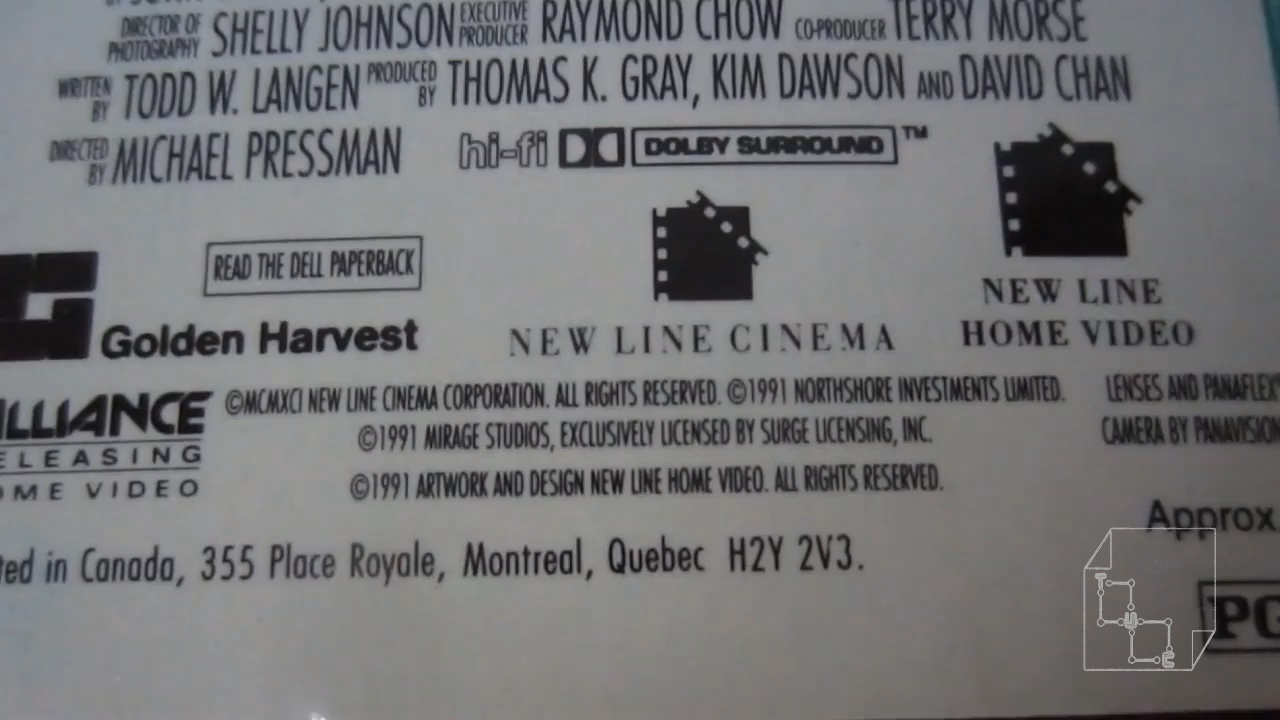 DIRECTOR OF PHOTOGRAPHY SHELLY JOHNSON EXECUTIVE PRODUCER RAYMOND CHOW CO-PRODUCER TERRY MORSE
WRITTEN BY TODD W. LANGEN PRODUCED BY THOMAS K. GRAY, KIM DAWSON AND DAVID CHAN
DIRECTED BY MICHAEL PRESSMAN hi-fi DOLBY SURROUND TM
READ THE DELL PAPERBACK
Golden Harvest
NEW LINE CINEMA
NEW LINE
HOME VIDEO
ALLIANCE
RELEASING
HOME VIDEO
©MCMXCI NEW LINE CINEMA CORPORATION. ALL RIGHTS RESERVED. ©1991 NORTHSHORE INVESTMENTS LIMITED.
©1991 MIRAGE STUDIOS, EXCLUSIVELY LICENSED BY SURGE LICENSING, INC.
©1991 ARTWORK AND DESIGN NEW LINE HOME VIDEO. ALL RIGHTS RESERVED.
LENSES AND PANAFLEX
CAMERA BY PANAVISION
in Canada, 355 Place Royale, Montreal, Quebec H2Y 2V3.
Approx.
PG